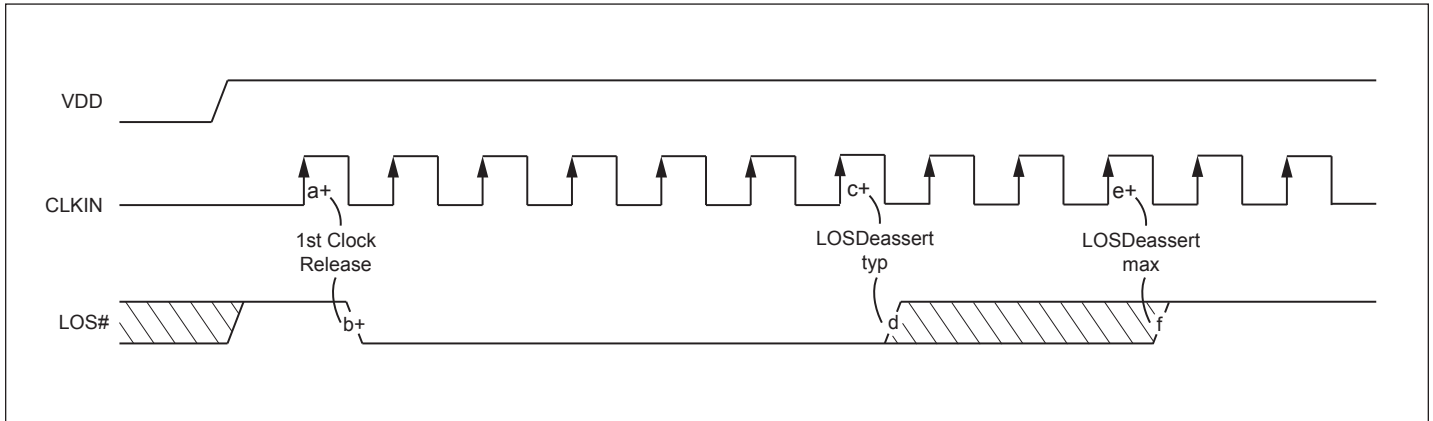 VDD
CLKIN
a+
c+
e+
1st Clock
Release
LOSDeassert
typ
LOSDeassert
max
LOS#
b+
d
f